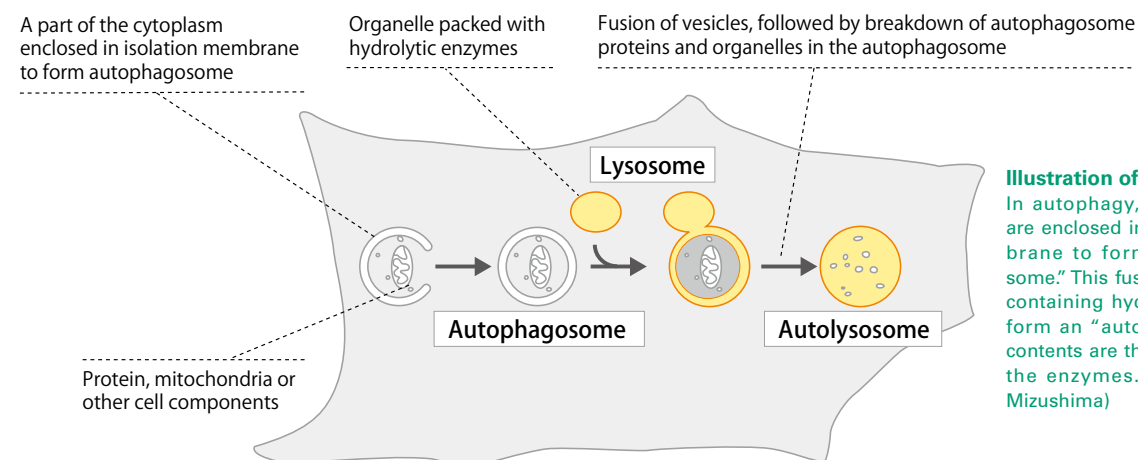 A part of the cytoplasm
enclosed in isolation membrane
to form autophagosome
Organelle packed with
hydrolytic enzymes
Fusion of vesicles, followed by breakdown of autophagosome
proteins and organelles in the autophagosome
Lysosome
Autophagosome
Autolysosome
Protein, mitochondria or
other cell components
Illustration of
In autophagy,
are enclosed in
brane to form
some.” This fus
containing hyd
form an “auto
contents are th
the enzymes.
Mizushima)